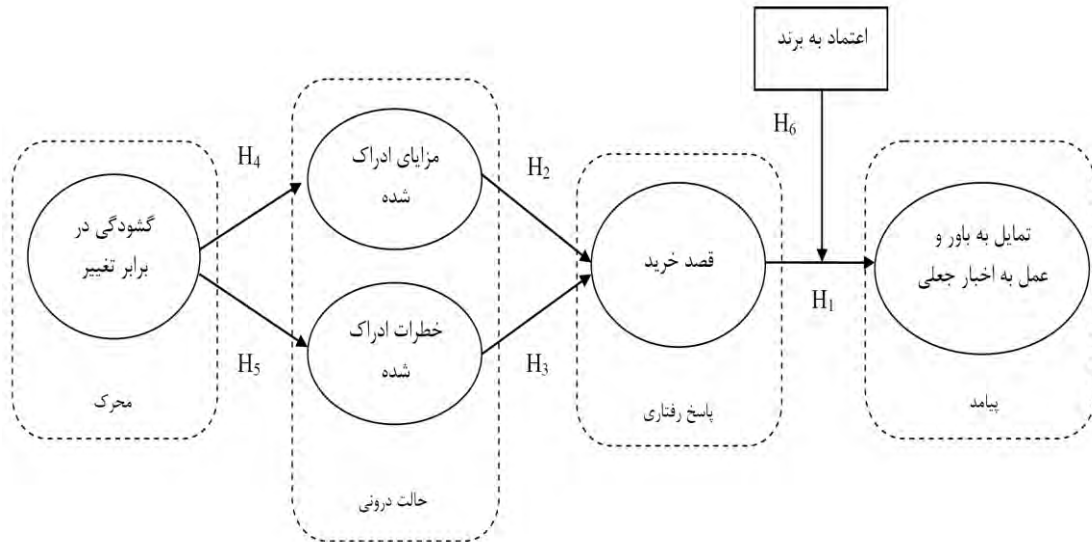 اعتماد به برند
H6
مزایای ادراک
شده
H4
H2
گشودگی در
برابر تغییر
قصد خرید
تمایل به باور و
عمل به اخبار جعلی
H1
خطرات ادراک
شده
H5
H3
محرک
پاسخ رفتاری
پیامد
حالت درونی